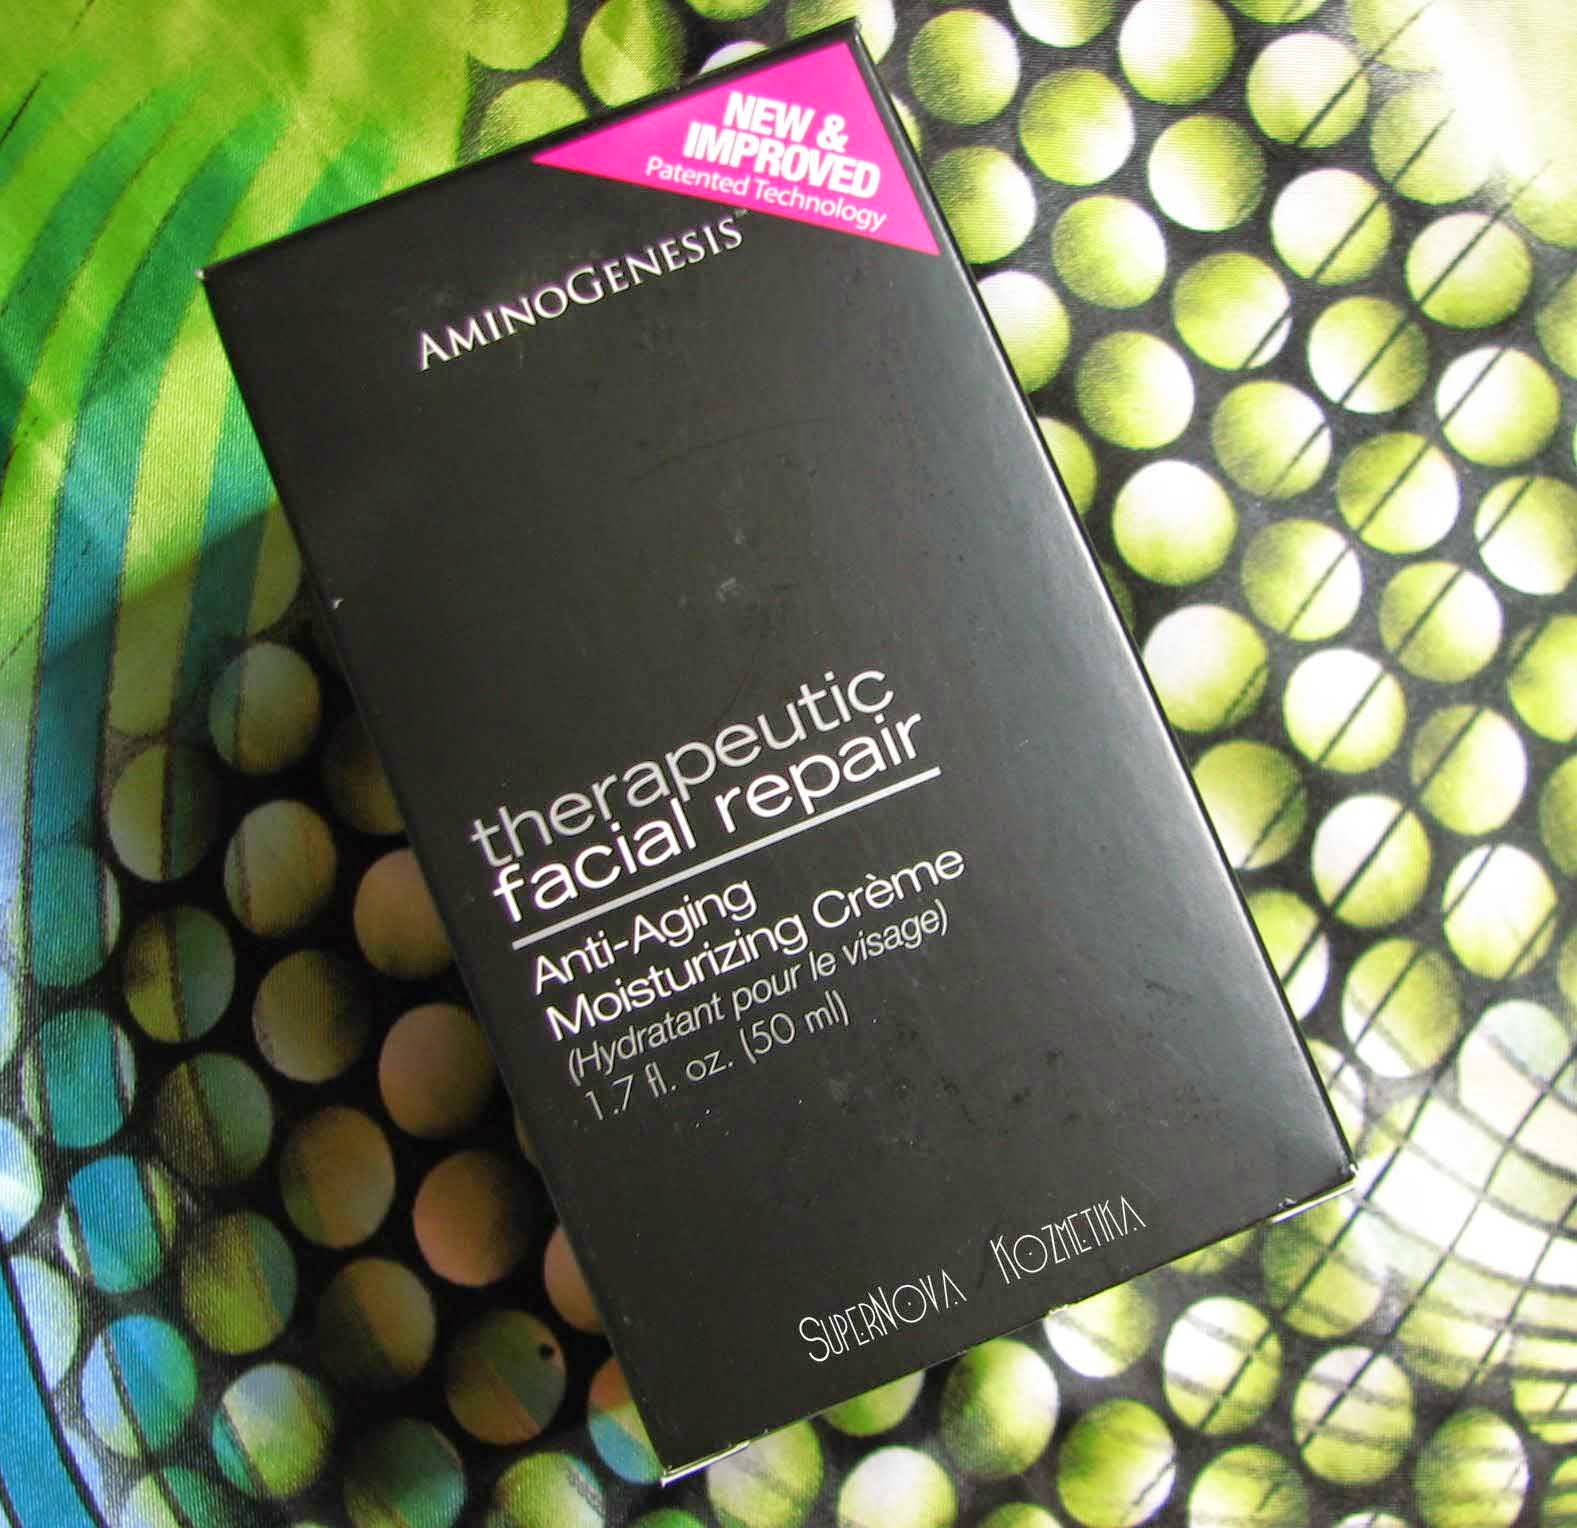 NEW &
IMPROVED
Patented Technology
AMINOGENESIS™
therapeutic
facial repair
Anti-Aging
Moisturizing Crème
(Hydratant pour le visage)
1.7 fl. oz. (50 ml)
SUPERNOVA KOZMETIKA